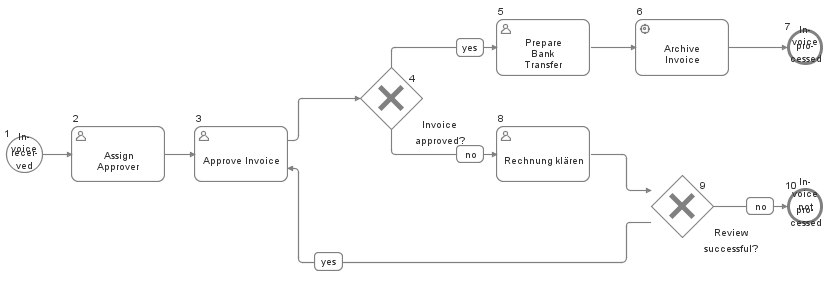 1
In-
voice
recei-
ved
2
Assign
Approver
3
Approve Invoice
4
Invoice
approved?
yes
5
Prepare
Bank
Transfer
6
Archive
Invoice
7
In-
voice
pro-
cessed
no
8
Rechnung klären
9
Review
successful?
yes
no
10
In-
voice
not
pro-
cessed